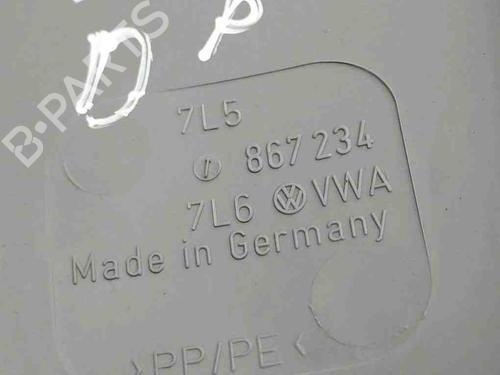 D P
B-PARTS
7L5
867 234
7L6 VWA
Made in Germany
>PP/PE<